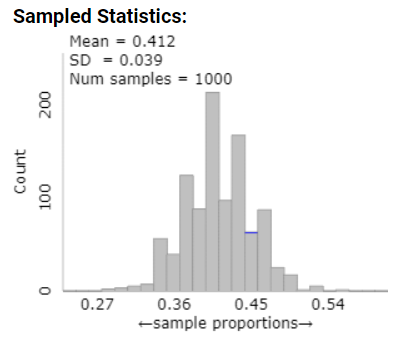 Sampled Statistics:
Mean = 0.412
SD = 0.039
Num samples = 1000
200
Count
100
0
0.27 0.36 0.45 0.54
←sample proportions→